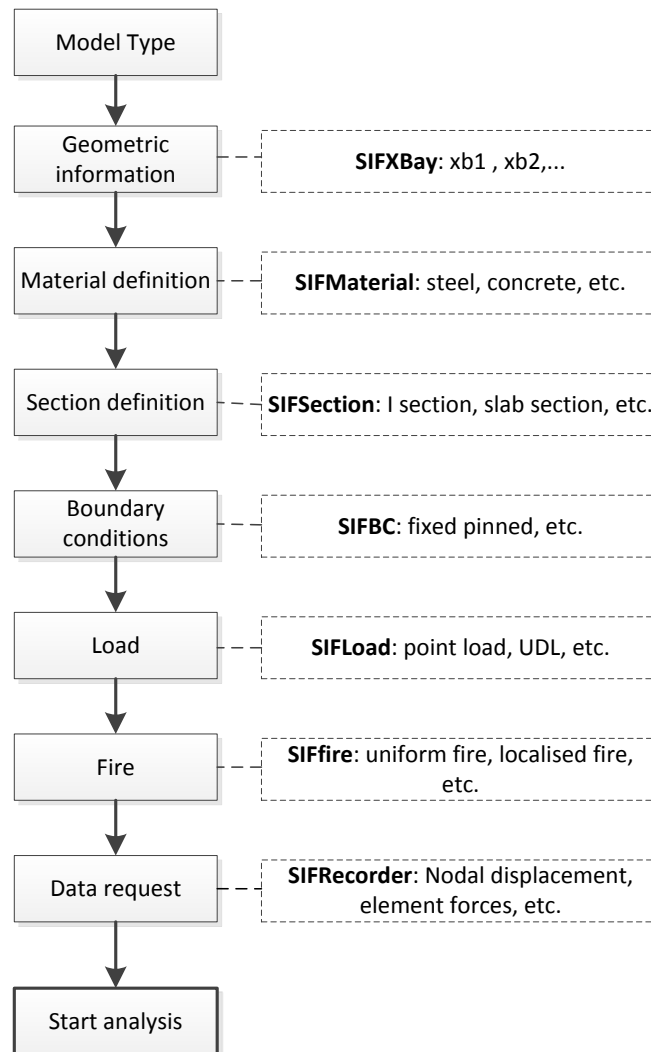 Model Type
Geometric
information
SIFXBay: xb1 , xb2,...
Material definition
SIFMaterial: steel, concrete, etc.
Section definition
SIFSection: I section, slab section, etc.
Boundary
conditions
SIFBC: fixed pinned, etc.
Load
SIFLoad: point load, UDL, etc.
Fire
SIFfire: uniform fire, localised fire,
etc.
Data request
SIFRecorder: Nodal displacement,
element forces, etc.
Start analysis